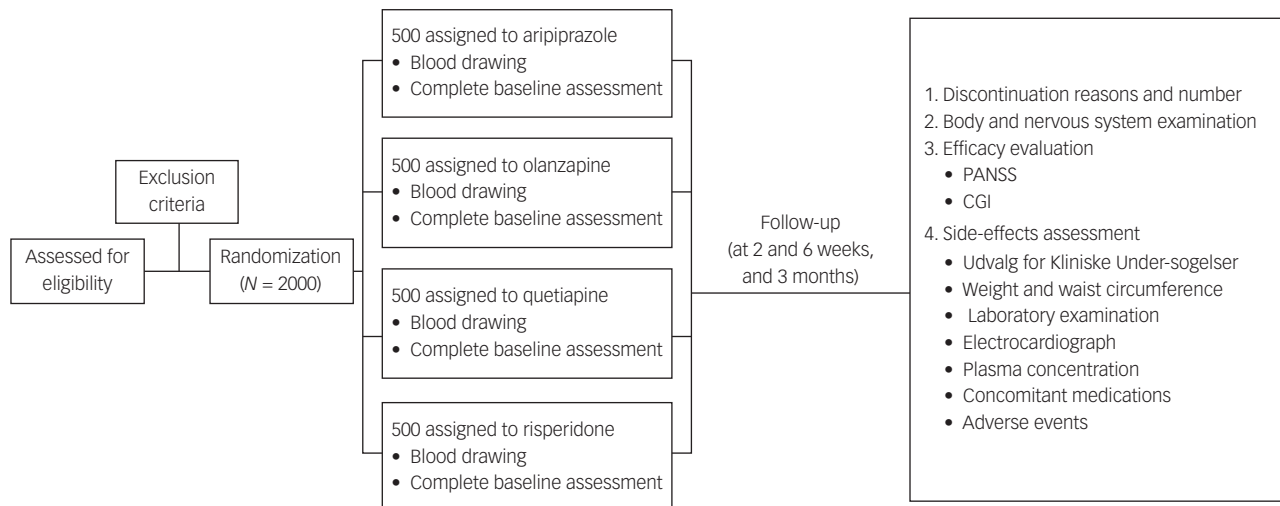 Assessed for
eligibility
Exclusion
criteria
Randomization
(N = 2000)
500 assigned to aripiprazole
• Blood drawing
• Complete baseline assessment
500 assigned to olanzapine
• Blood drawing
• Complete baseline assessment
500 assigned to quetiapine
• Blood drawing
• Complete baseline assessment
500 assigned to risperidone
• Blood drawing
• Complete baseline assessment
Follow-up
(at 2 and 6 weeks,
and 3 months)
1. Discontinuation reasons and number
2. Body and nervous system examination
3. Efficacy evaluation
• PANSS
• CGI
4. Side-effects assessment
• Udvalg for Kliniske Under-sogelser
• Weight and waist circumference
• Laboratory examination
• Electrocardiograph
• Plasma concentration
• Concomitant medications
• Adverse events